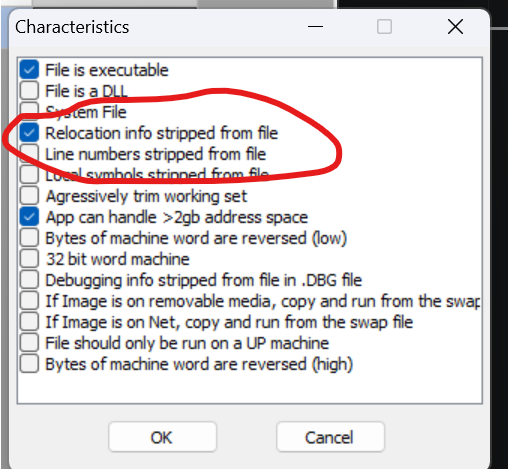 Characteristics
File is executable
File is a DLL
System File
Relocation info stripped from file
Line numbers stripped from file
Local symbols stripped from file
Agressively trim working set
App can handle >2gb address space
Bytes of machine word are reversed (low)
32 bit word machine
Debugging info stripped from file in .DBG file
If Image is on removable media, copy and run from the swap
If Image is on Net, copy and run from the swap file
File should only be run on a UP machine
Bytes of machine word are reversed (high)
OK
Cancel